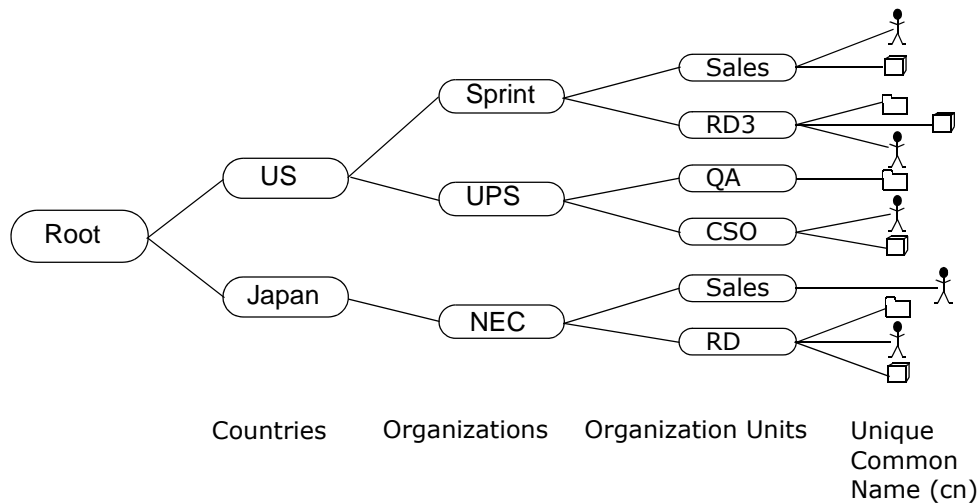 Sales
Sprint
RD3
US
QA
UPS
Root
CSO
Japan
Sales
NEC
RD
Countries
Organizations
Organization Units
Unique
Common
Name (cn)